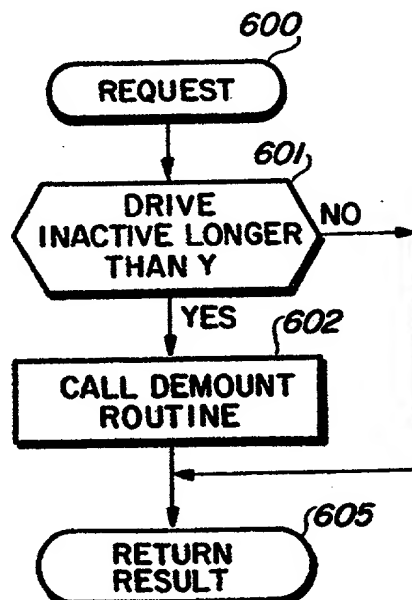 600
REQUEST
601
DRIVE
INACTIVE LONGER
THAN Y
NO
YES
602
CALL DEMOUNT
ROUTINE
605
RETURN
RESULT